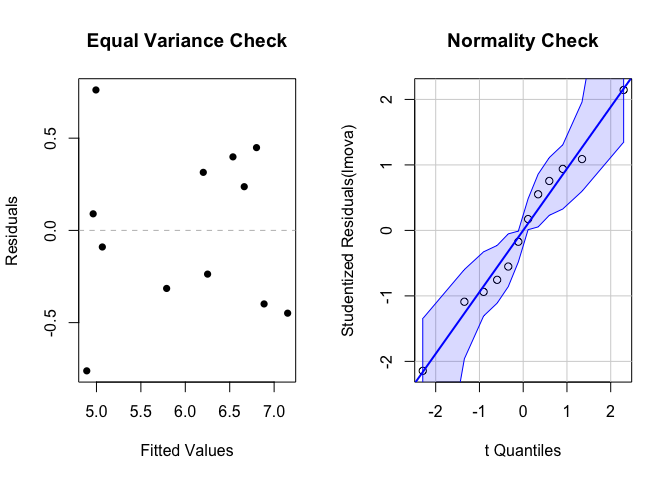 Equal Variance Check
Residuals
0.5
0.0
-0.5
5.0 5.5 6.0 6.5 7.0
Fitted Values
Normality Check
Studentized Residuals(lmova)
2
1
0
-1
-2
-2 -1 0 1 2
t Quantiles